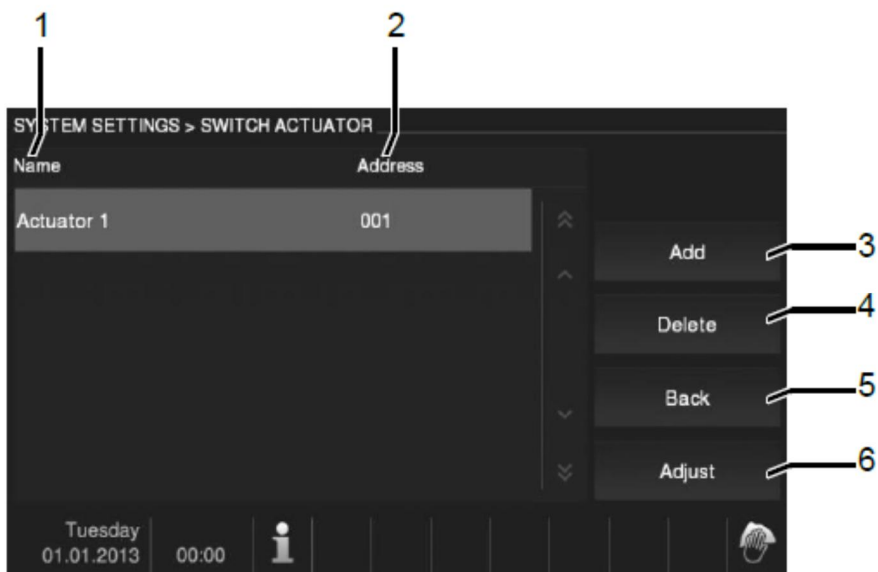 1 2
SYSTEM SETTINGS > SWITCH ACTUATOR
Name Address
Actuator 1 001
Add 3
Delete 4
Back 5
Adjust 6
Tuesday
01.01.2013 00:00 i